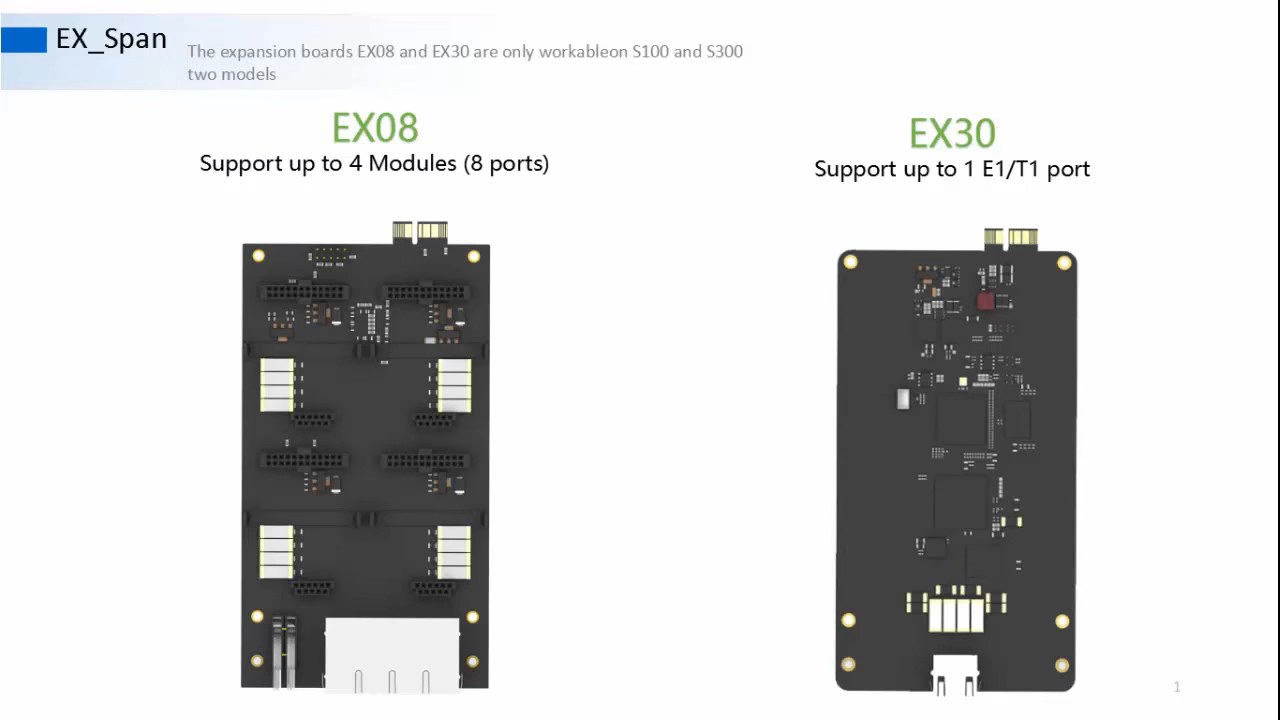 EX_Span
The expansion boards EX08 and EX30 are only workableon S100 and S300
two models
EX08
Support up to 4 Modules (8 ports)
EX30
Support up to 1 E1/T1 port
1